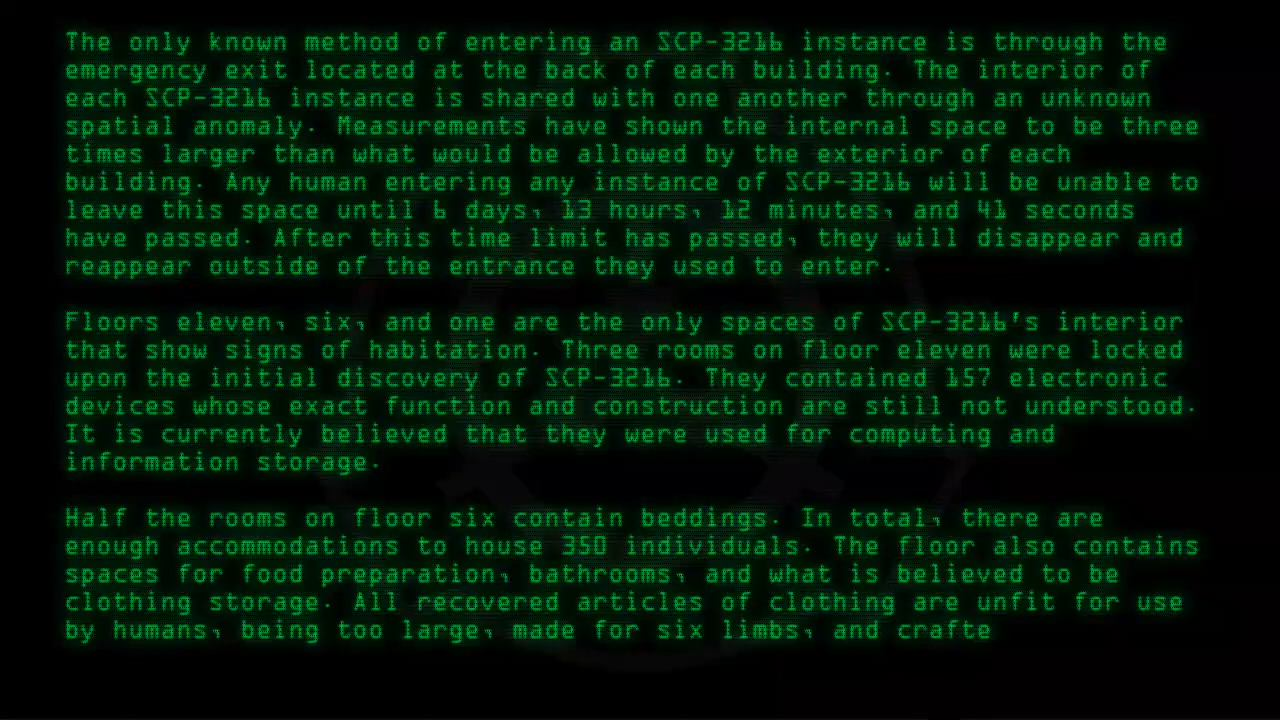 The only known method of entering an SCP-3216 instance is through the
emergency exit located at the back of each building. The interior of
each SCP-3216 instance is shared with one another through an unknown
spatial anomaly. Measurements have shown the internal space to be three
times larger than what would be allowed by the exterior of each
building. Any human entering any instance of SCP-3216 will be unable to
leave this space until 6 days, 13 hours, 12 minutes, and 41 seconds
have passed. After this time limit has passed, they will disappear and
reappear outside of the entrance they used to enter.
Floors eleven, six, and one are the only spaces of SCP-3216's interior
that show signs of habitation. Three rooms on floor eleven were locked
upon the initial discovery of SCP-3216. They contained 157 electronic
devices whose exact function and construction are still not understood.
It is currently believed that they were used for computing and
information storage.
Half the rooms on floor six contain beddings. In total, there are
enough accommodations to house 350 individuals. The floor also contains
spaces for food preparation, bathrooms, and what is believed to be
clothing storage. All recovered articles of clothing are unfit for use
by humans, being too large, made for six limbs, and crafte